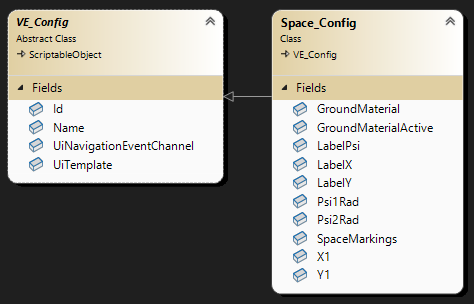 VE_Config
Abstract Class
ScriptableObject
Fields
Id
Name
UiNavigationEventChannel
UiTemplate
Space_Config
Class
VE_Config
Fields
GroundMaterial
GroundMaterialActive
LabelPsi
LabelX
LabelY
Psi1Rad
Psi2Rad
SpaceMarkings
X1
Y1